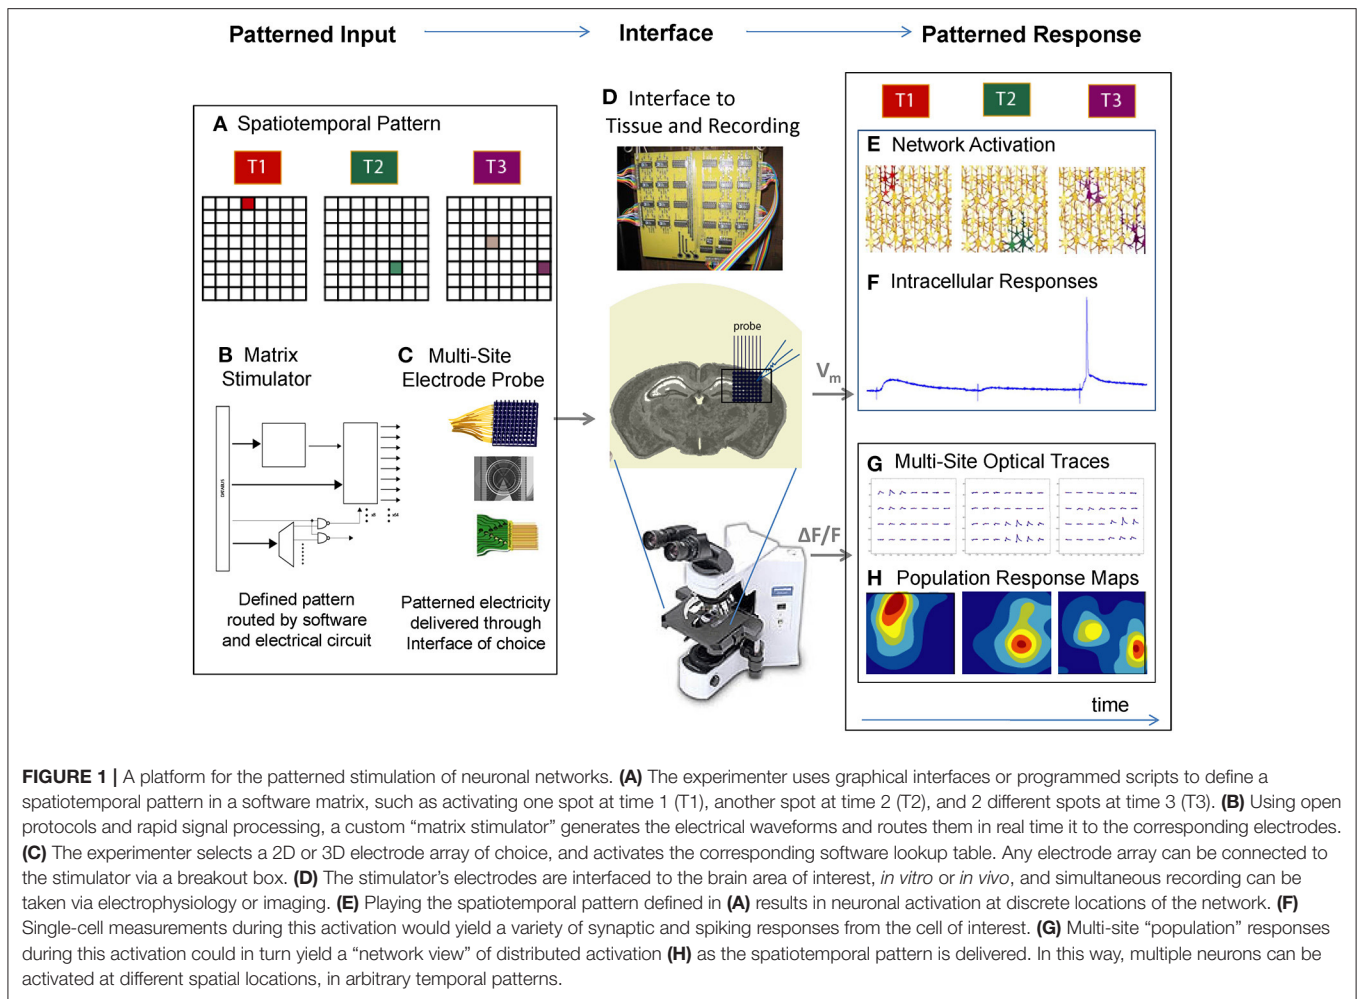 Patterned Input
Interface
Patterned Response
A Spatiotemporal Pattern
T1
T2
T3
B Matrix
Stimulator
DATABUS
x8
x64
Defined pattern
routed by software
and electrical circuit
C Multi-Site
Electrode Probe
Patterned electricity
delivered through
Interface of choice
D Interface to
Tissue and Recording
probe
Vm
ΔF/F
T1
T2
T3
E Network Activation
F Intracellular Responses
G Multi-Site Optical Traces
H Population Response Maps
time
FIGURE 1 | A platform for the patterned stimulation of neuronal networks. (A) The experimenter uses graphical interfaces or programmed scripts to define a
spatiotemporal pattern in a software matrix, such as activating one spot at time 1 (T1), another spot at time 2 (T2), and 2 different spots at time 3 (T3). (B) Using open
protocols and rapid signal processing, a custom “matrix stimulator” generates the electrical waveforms and routes them in real time it to the corresponding electrodes.
(C) The experimenter selects a 2D or 3D electrode array of choice, and activates the corresponding software lookup table. Any electrode array can be connected to
the stimulator via a breakout box. (D) The stimulator’s electrodes are interfaced to the brain area of interest, in vitro or in vivo, and simultaneous recording can be
taken via electrophysiology or imaging. (E) Playing the spatiotemporal pattern defined in (A) results in neuronal activation at discrete locations of the network. (F)
Single-cell measurements during this activation would yield a variety of synaptic and spiking responses from the cell of interest. (G) Multi-site “population” responses
during this activation could in turn yield a “network view” of distributed activation (H) as the spatiotemporal pattern is delivered. In this way, multiple neurons can be
activated at different spatial locations, in arbitrary temporal patterns.